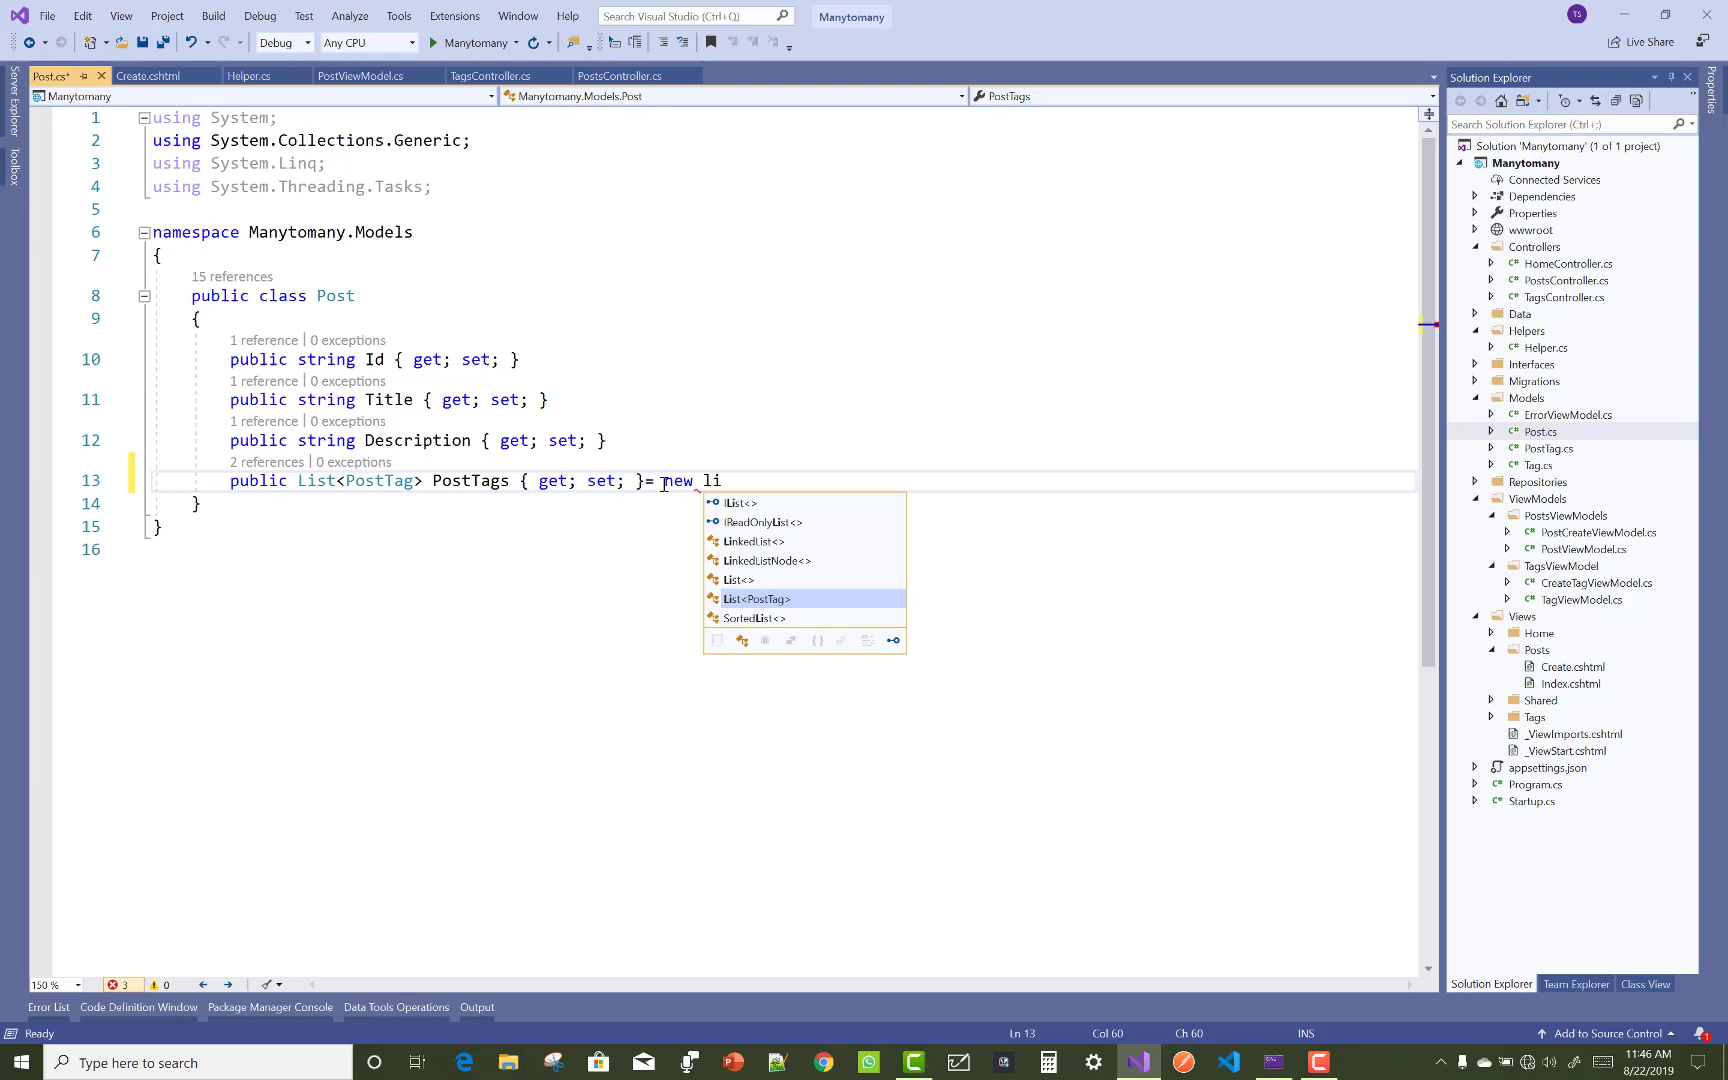 File Edit View Project Build Debug Test Analyze Tools Extensions Window Help Search Visual Studio (Ctrl+Q) Manytomany TS
Debug Any CPU Manytomany Live Share
Post.cs* Create.cshtml Helper.cs PostViewModel.cs TagsController.cs PostsController.cs
Manytomany Manytomany.Models.Post PostTags
Server Explorer
Toolbox
1 using System;
2 using System.Collections.Generic;
3 using System.Linq;
4 using System.Threading.Tasks;
5
6 namespace Manytomany.Models
7 {
15 references
8 public class Post
9 {
1 reference | 0 exceptions
10 public string Id { get; set; }
1 reference | 0 exceptions
11 public string Title { get; set; }
1 reference | 0 exceptions
12 public string Description { get; set; }
2 references | 0 exceptions
13 public List<PostTag> PostTags { get; set; }= new li
14 }
15 }
16
IList<>
IReadOnlyList<>
LinkedList<>
LinkedListNode<>
List<>
List<PostTag>
SortedList<>
Solution Explorer
Search Solution Explorer (Ctrl+;)
Solution 'Manytomany' (1 of 1 project)
Manytomany
Connected Services
Dependencies
Properties
wwwroot
Controllers
C# HomeController.cs
C# PostsController.cs
C# TagsController.cs
Data
Helpers
C# Helper.cs
Interfaces
Migrations
Models
C# ErrorViewModel.cs
C# Post.cs
C# PostTag.cs
C# Tag.cs
Repositories
ViewModels
PostsViewModels
C# PostCreateViewModel.cs
C# PostViewModel.cs
TagsViewModel
C# CreateTagViewModel.cs
C# TagViewModel.cs
Views
Home
Posts
Create.cshtml
Index.cshtml
Shared
Tags
_ViewImports.cshtml
_ViewStart.cshtml
appsettings.json
C# Program.cs
C# Startup.cs
Properties
150 % 3 0
Solution Explorer Team Explorer Class View
Error List Code Definition Window Package Manager Console Data Tools Operations Output
Ready Ln 13 Col 60 Ch 60 INS Add to Source Control 1
Type here to search
11:46 AM
8/22/2019
1